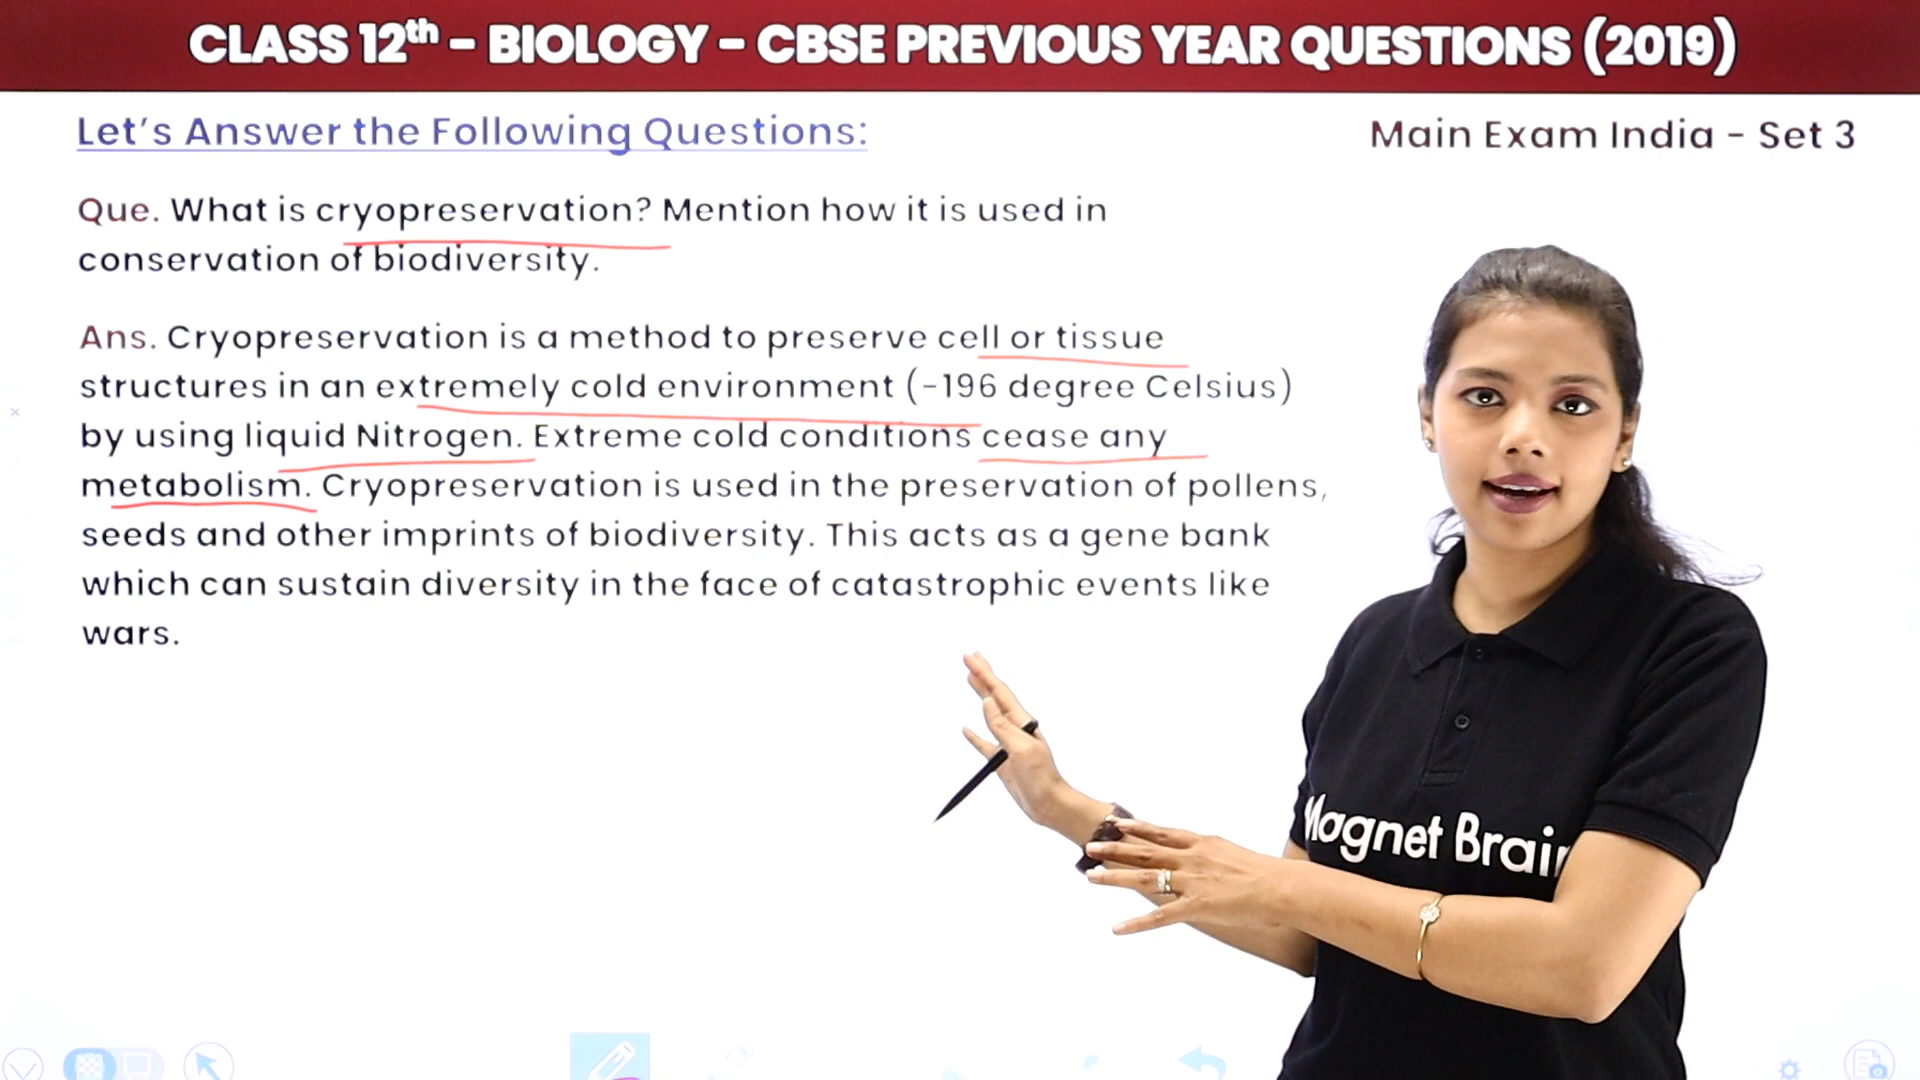 CLASS 12th - BIOLOGY - CBSE PREVIOUS YEAR QUESTIONS (2019)
Let's Answer the Following Questions:
Main Exam India - Set 3
Que. What is cryopreservation? Mention how it is used in
conservation of biodiversity.
Ans. Cryopreservation is a method to preserve cell or tissue
structures in an extremely cold environment (-196 degree Celsius)
by using liquid Nitrogen. Extreme cold conditions cease any
metabolism. Cryopreservation is used in the preservation of pollens,
seeds and other imprints of biodiversity. This acts as a gene bank
which can sustain diversity in the face of catastrophic events like
wars.
Magnet Brain